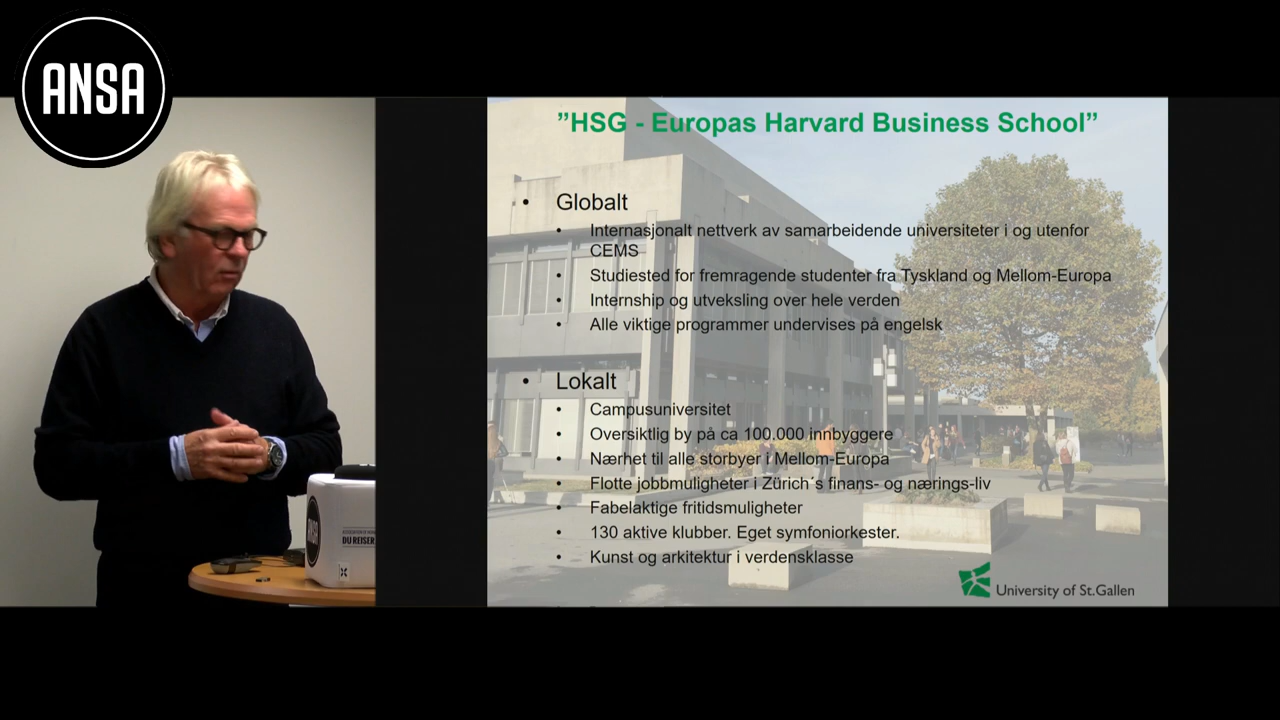 ANSA
”HSG - Europas Harvard Business School”
• Globalt
• Internasjonalt nettverk av samarbeidende universiteter i og utenfor
CEMS
• Studiested for fremragende studenter fra Tyskland og Mellom-Europa
• Internship og utveksling over hele verden
• Alle viktige programmer undervises på engelsk
• Lokalt
• Campusuniversitet
• Oversiktlig by på ca 100.000 innbyggere
• Nærhet til alle storbyer i Mellom-Europa
• Flotte jobbmuligheter i Zürich´s finans- og nærings-liv
• Fabelaktige fritidsmuligheter
• 130 aktive klubber. Eget symfoniorkester.
• Kunst og arkitektur i verdensklasse
University of St.Gallen
ANSA
DU REISER